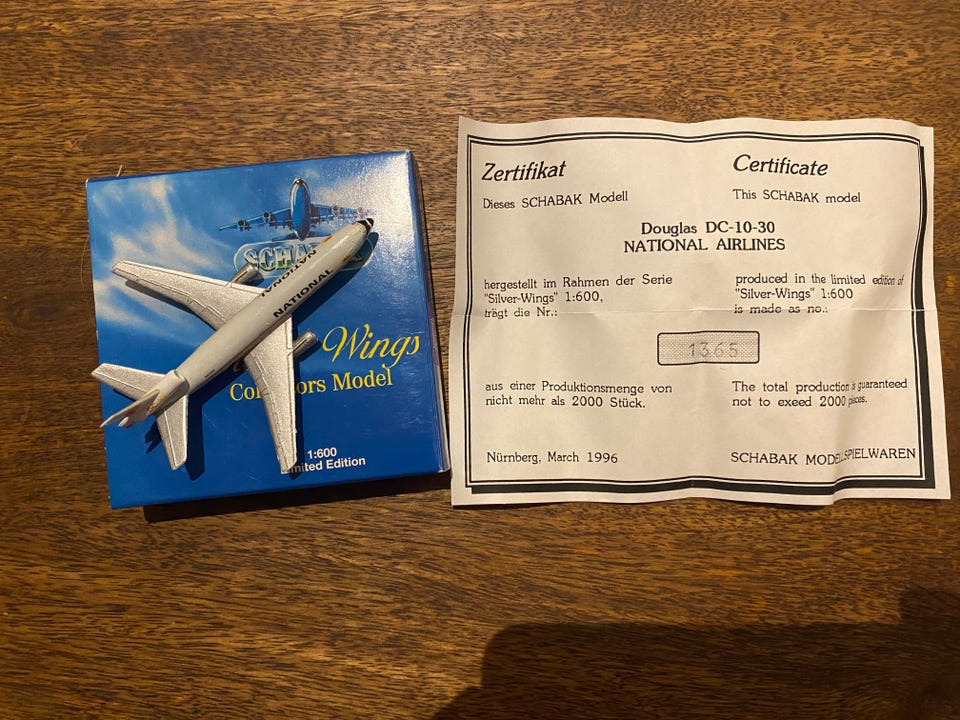 SCHA
NATIONAL
NATIONAL
Wings
Co ors Model
1:600
imited Edition
Zertifikat
Dieses SCHABAK Modell
Certificate
This SCHABAK model
Douglas DC-10-30
NATIONAL AIRLINES
hergestellt im Rahmen der Serie
"Silver-Wings" 1:600,
trägt die Nr.:
produced in the limited edition of
"Silver-Wings" 1:600
is made as no.:
1365
aus einer Produktionsmenge von
nicht mehr als 2000 Stück.
The total production is guaranteed
not to exceed 2000 pieces.
Nürnberg, March 1996
SCHABAK MODELLSPIELWAREN